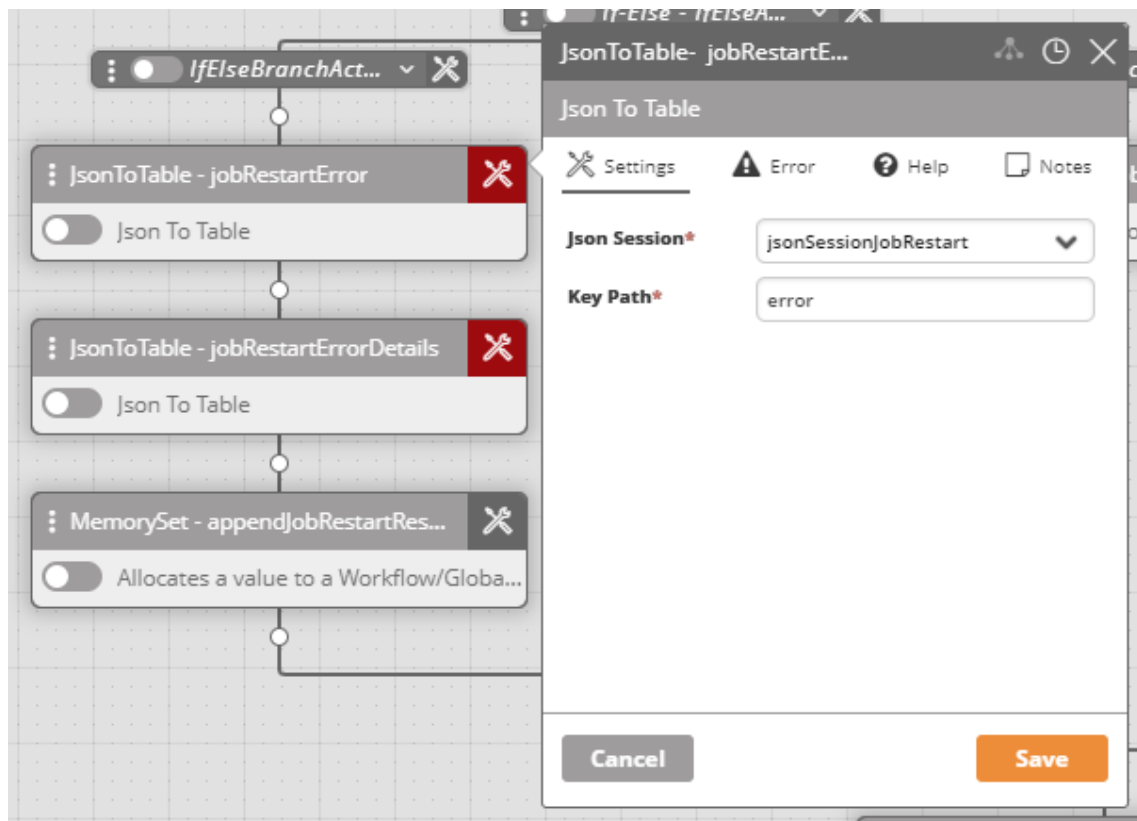 If-Else - IfElseA...
IfElseBranchAct...
JsonToTable - jobRestartError
Json To Table
JsonToTable - jobRestartErrorDetails
Json To Table
MemorySet - appendJobRestartRes...
Allocates a value to a Workflow/Globa...
JsonToTable- jobRestartE...
Json To Table
Settings
Error
Help
Notes
Json Session*
jsonSessionJobRestart
Key Path*
error
Cancel
Save